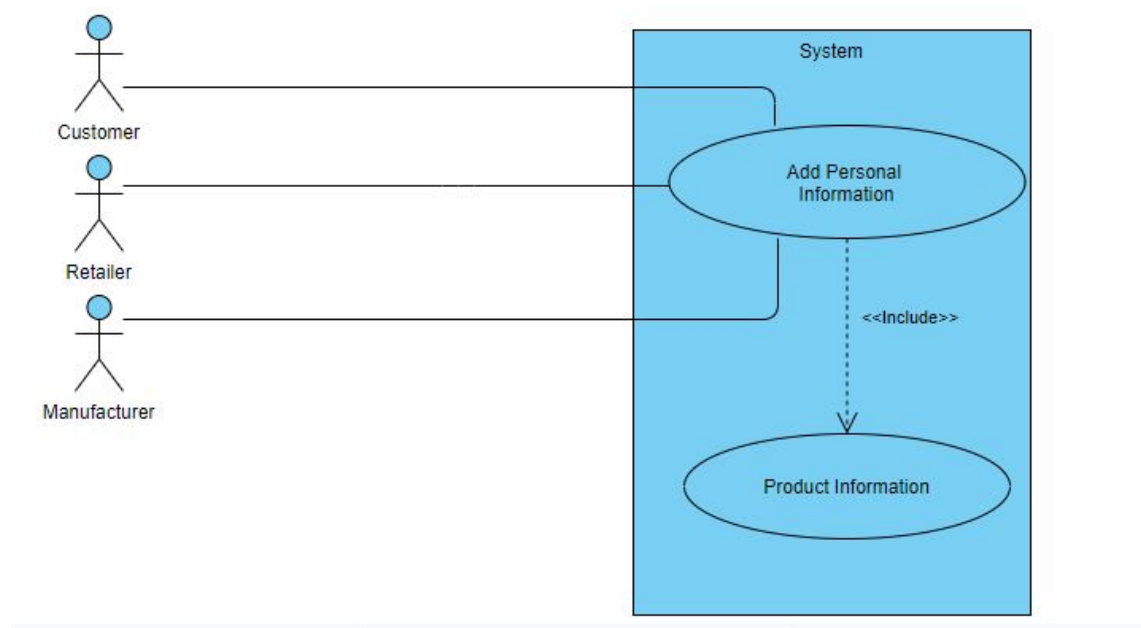 System
Customer
Add Personal
Information
Retailer
<<Include>>
Manufacturer
Product Information